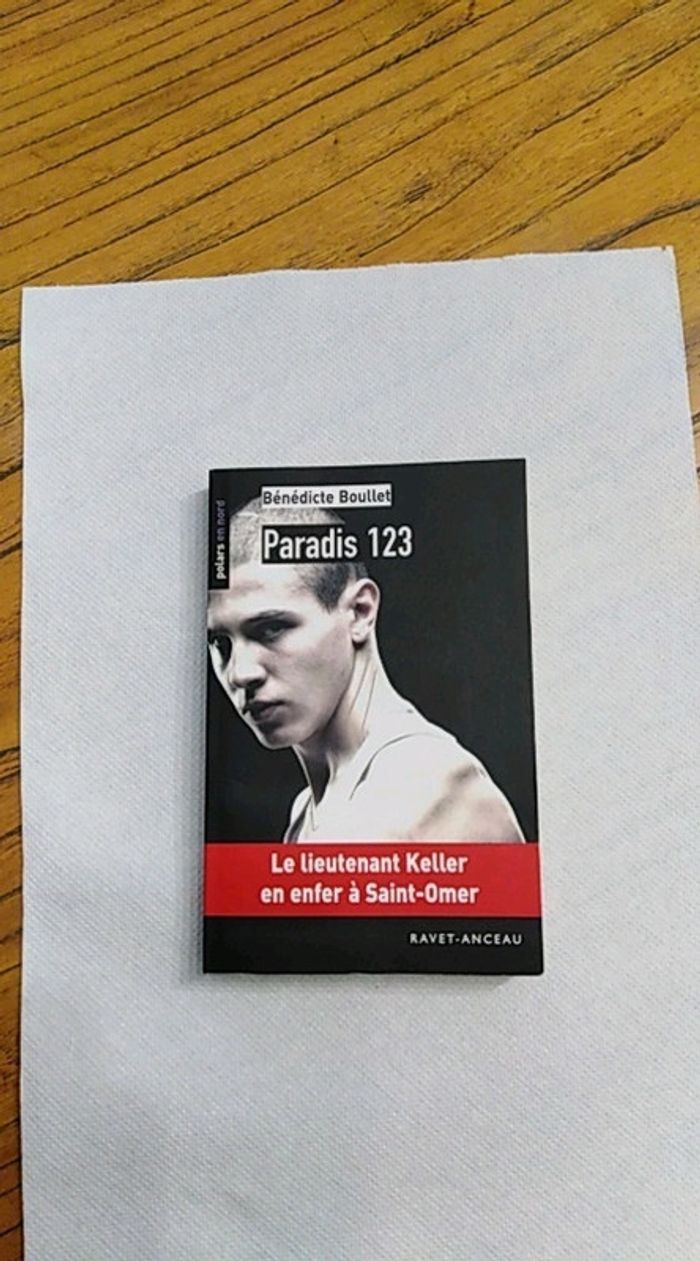 Bénédicte Boullet
Paradis 123
polars en nord
Le lieutenant Keller
en enfer à Saint-Omer
RAVET-ANCEAU